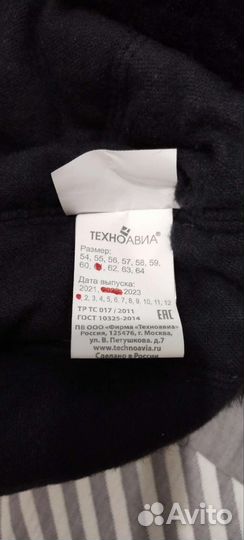 ТЕХНОАВИА®
Размер:
54, 55, 56, 57, 58, 59,
60, , 62, 63, 64
Дата выпуска:
2021, , 2023
, 2, 3, 4, 5, 6, 7, 8, 9, 10, 11, 12
ТР ТС 017 / 2011
ГОСТ 10325-2014
EAC
ПВ ООО «Фирма «Техноавиа»
Россия, 125476, г. Москва,
ул. В. Петушкова, д.7
www.technoavia.ru
Сделано в России
Avito